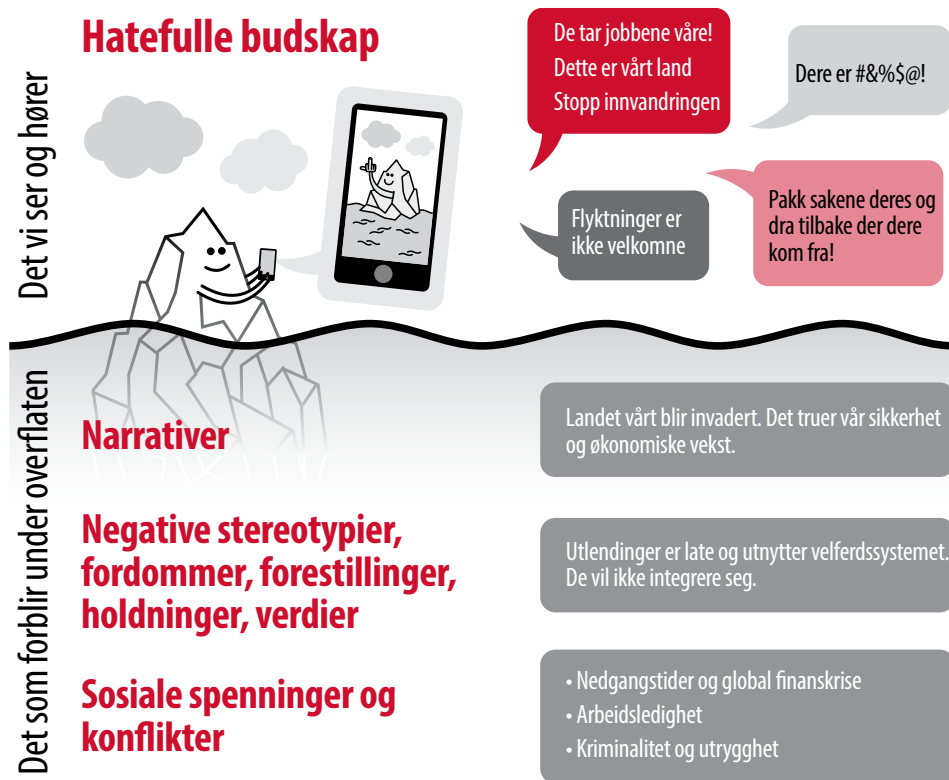 Det vi ser og hører
Hatefulle budskap
De tar jobbene våre!
Dette er vårt land
Stopp innvandringen
Dere er #&%$@!
Flyktninger er
ikke velkomne
Pakk sakene deres og
dra tilbake der dere
kom fra!
Det som forblir under overflaten
Narrativer
Landet vårt blir invadert. Det truer vår sikkerhet
og økonomiske vekst.
Negative stereotypier,
fordommer, forestillinger,
holdninger, verdier
Utlendinger er late og utnytter velferdssystemet.
De vil ikke integrere seg.
Sosiale spenninger og
konflikter
• Nedgangstider og global finanskrise
• Arbeidsledighet
• Kriminalitet og utrygghet